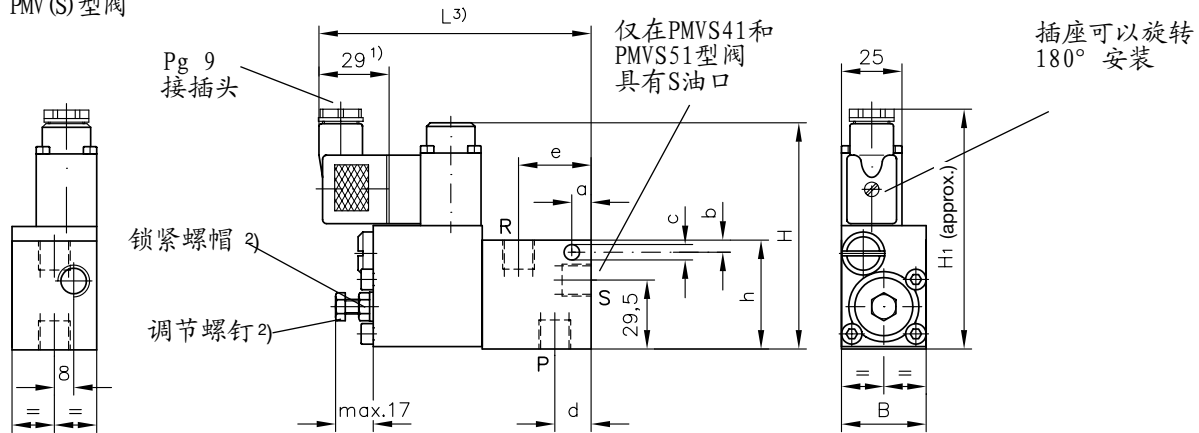 PMV(S)型阀
L3)
29 1)
Pg 9
接插头
仅在PMVS41和
PMVS51型阀
具有S油口
25
插座可以旋转
180° 安装
e
a
c
b
R
H
H1 (approx.)
锁紧螺帽 2)
S
h
29,5
调节螺钉 2)
P
8
max.17
d
=
=
=
=
B